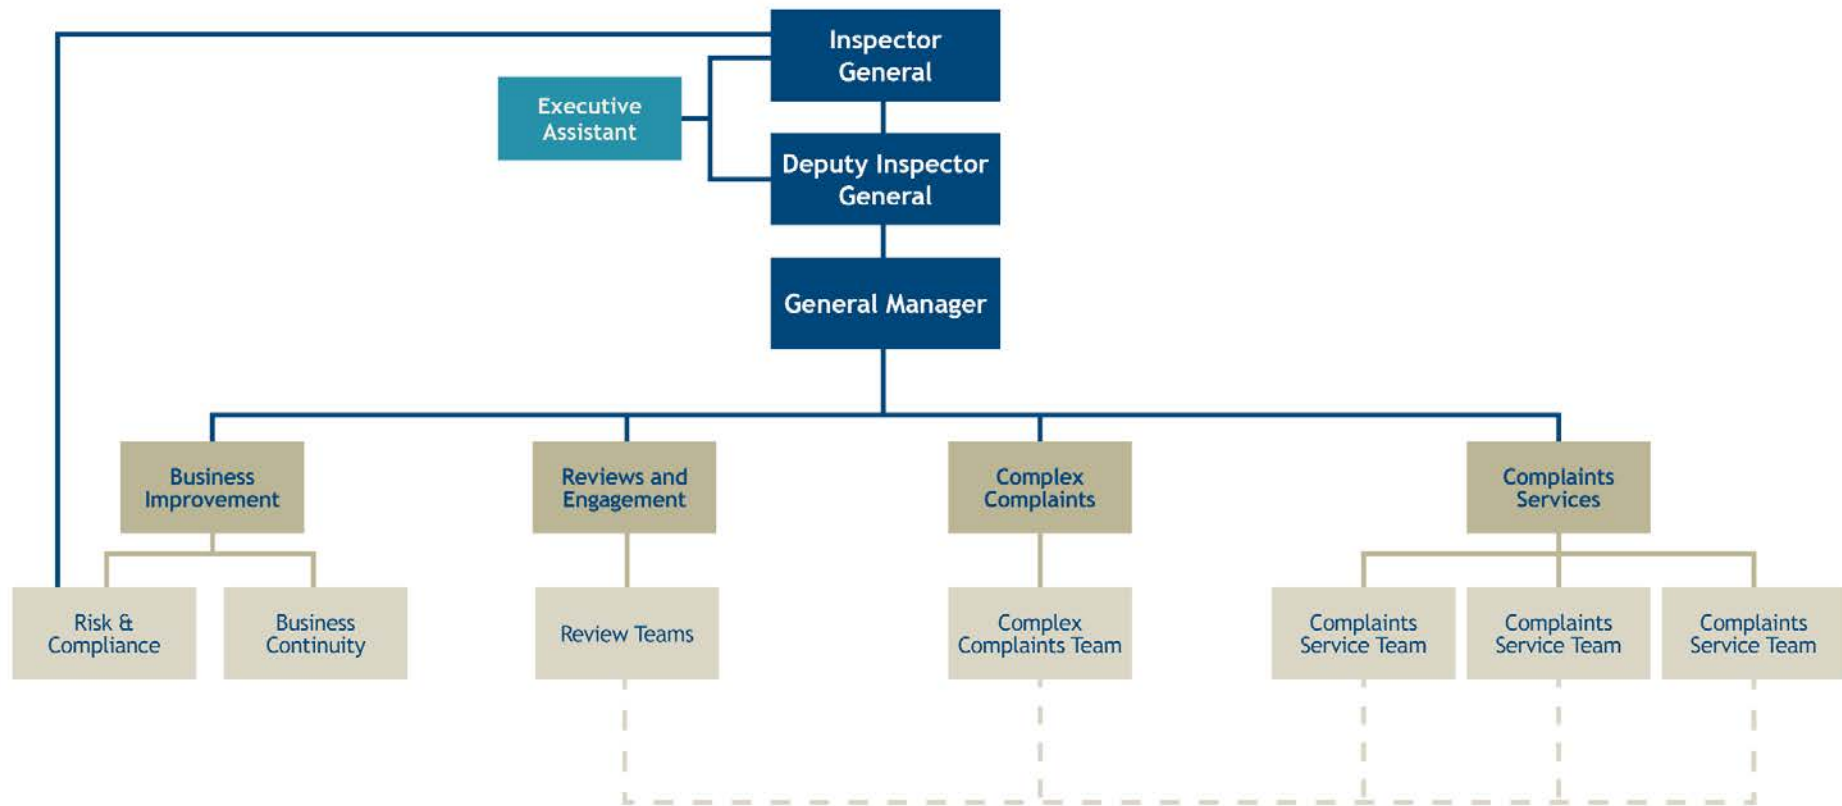 Inspector
General
Executive
Assistant
Deputy Inspector
General
General Manager
Business
Improvement
Reviews and
Engagement
Complex
Complaints
Complaints
Services
Risk &
Compliance
Business
Continuity
Review Teams
Complex
Complaints Team
Complaints
Service Team
Complaints
Service Team
Complaints
Service Team